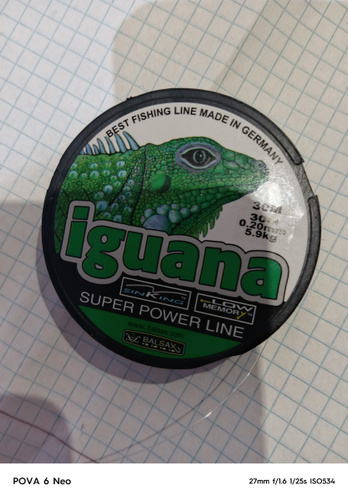 BEST FISHING LINE MADE IN GERMANY
30M
0.20mm
5.9kg
iguana
SINKING
LOW
MEMORY
SUPER POWER LINE
BALSAX
POVA 6 Neo
27mm f/1.6 1/25s ISO534